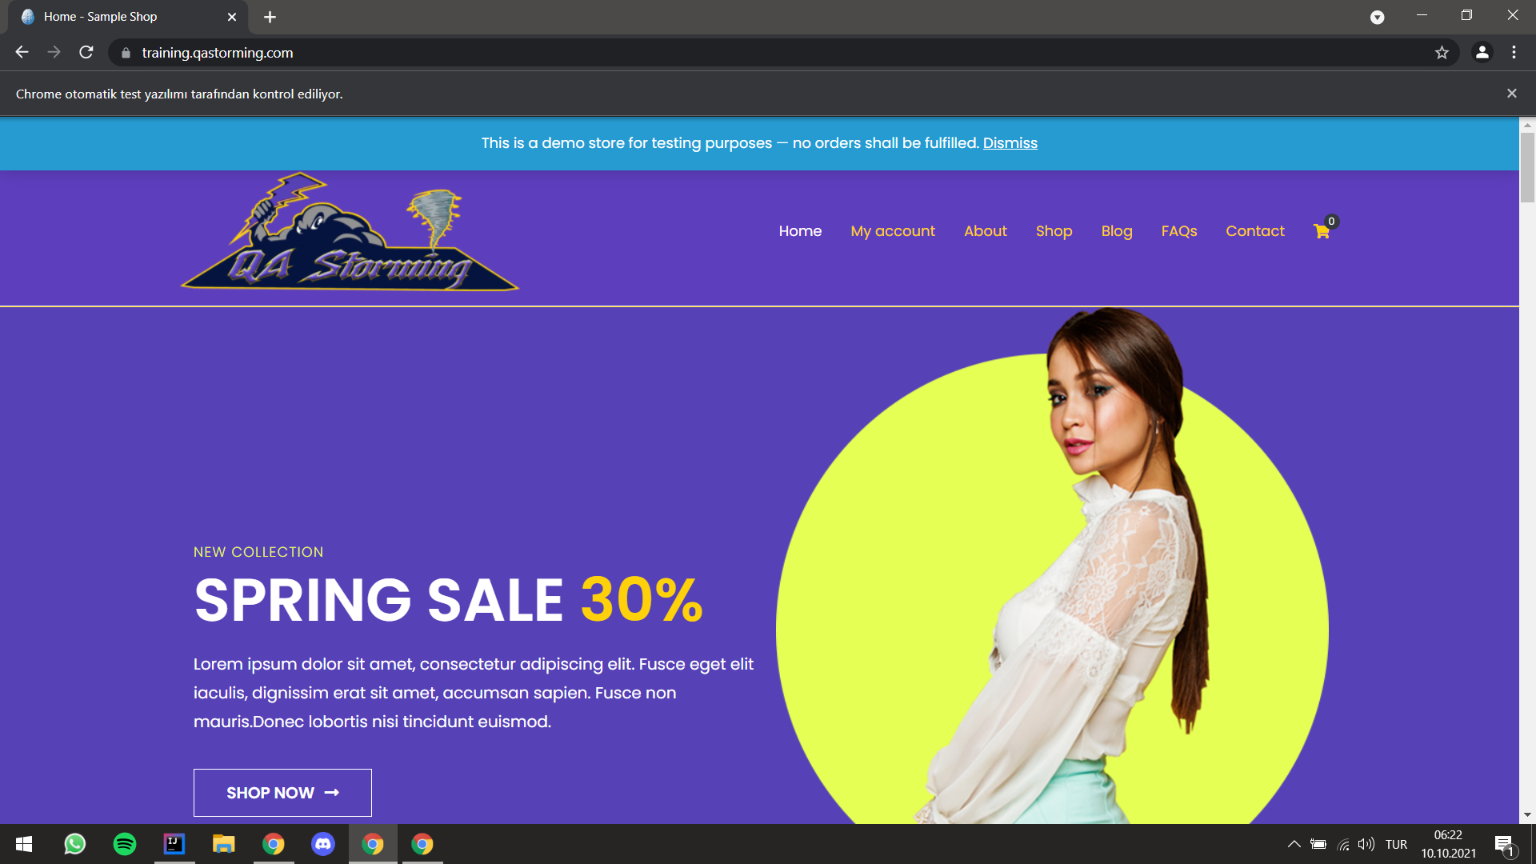 Home - Sample Shop
training.qastorming.com
Chrome otomatik test yazılımı tarafından kontrol ediliyor.
This is a demo store for testing purposes — no orders shall be fulfilled. Dismiss
QA Storming
Home My account About Shop Blog FAQs Contact 0
NEW COLLECTION
SPRING SALE 30%
Lorem ipsum dolor sit amet, consectetur adipiscing elit. Fusce eget elit
iaculis, dignissim erat sit amet, accumsan sapien. Fusce non
mauris.Donec lobortis nisi tincidunt euismod.
SHOP NOW →
IJ
TUR
06:22
10.10.2021
1